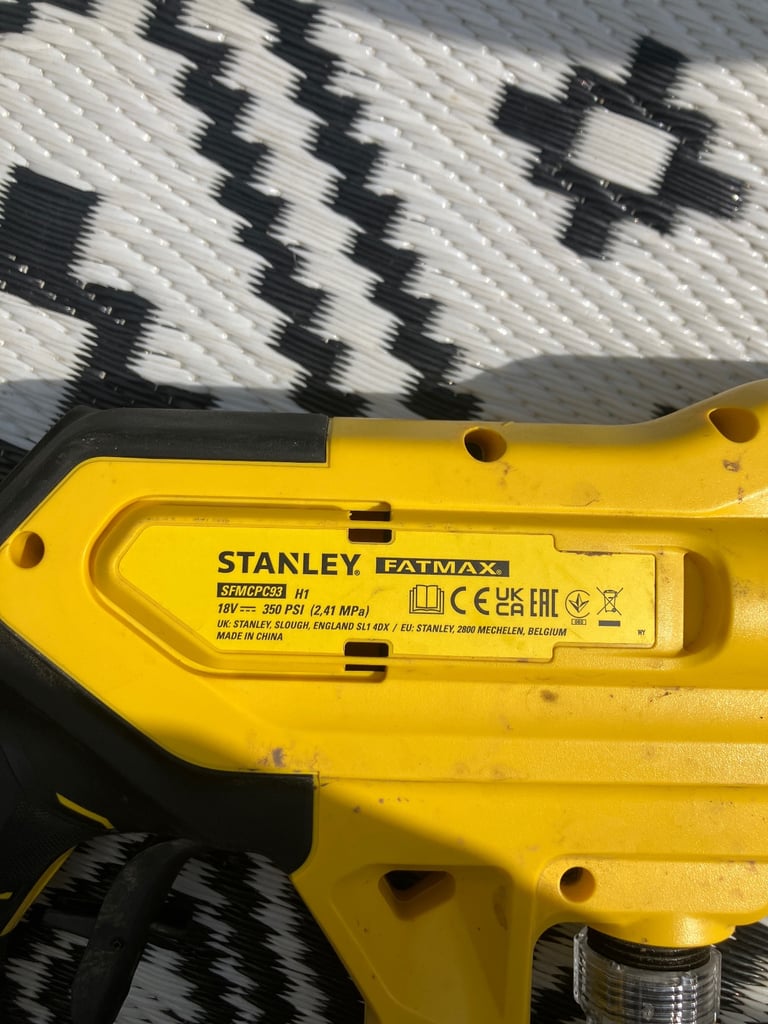 STANLEY® FATMAX®
SFMCPC93 H1
18V⎓ 350 PSI (2,41 MPa)
CE UK CA EAC
UK: STANLEY, SLOUGH, ENGLAND SL1 4DX / EU: STANLEY, 2800 MECHELEN, BELGIUM
MADE IN CHINA